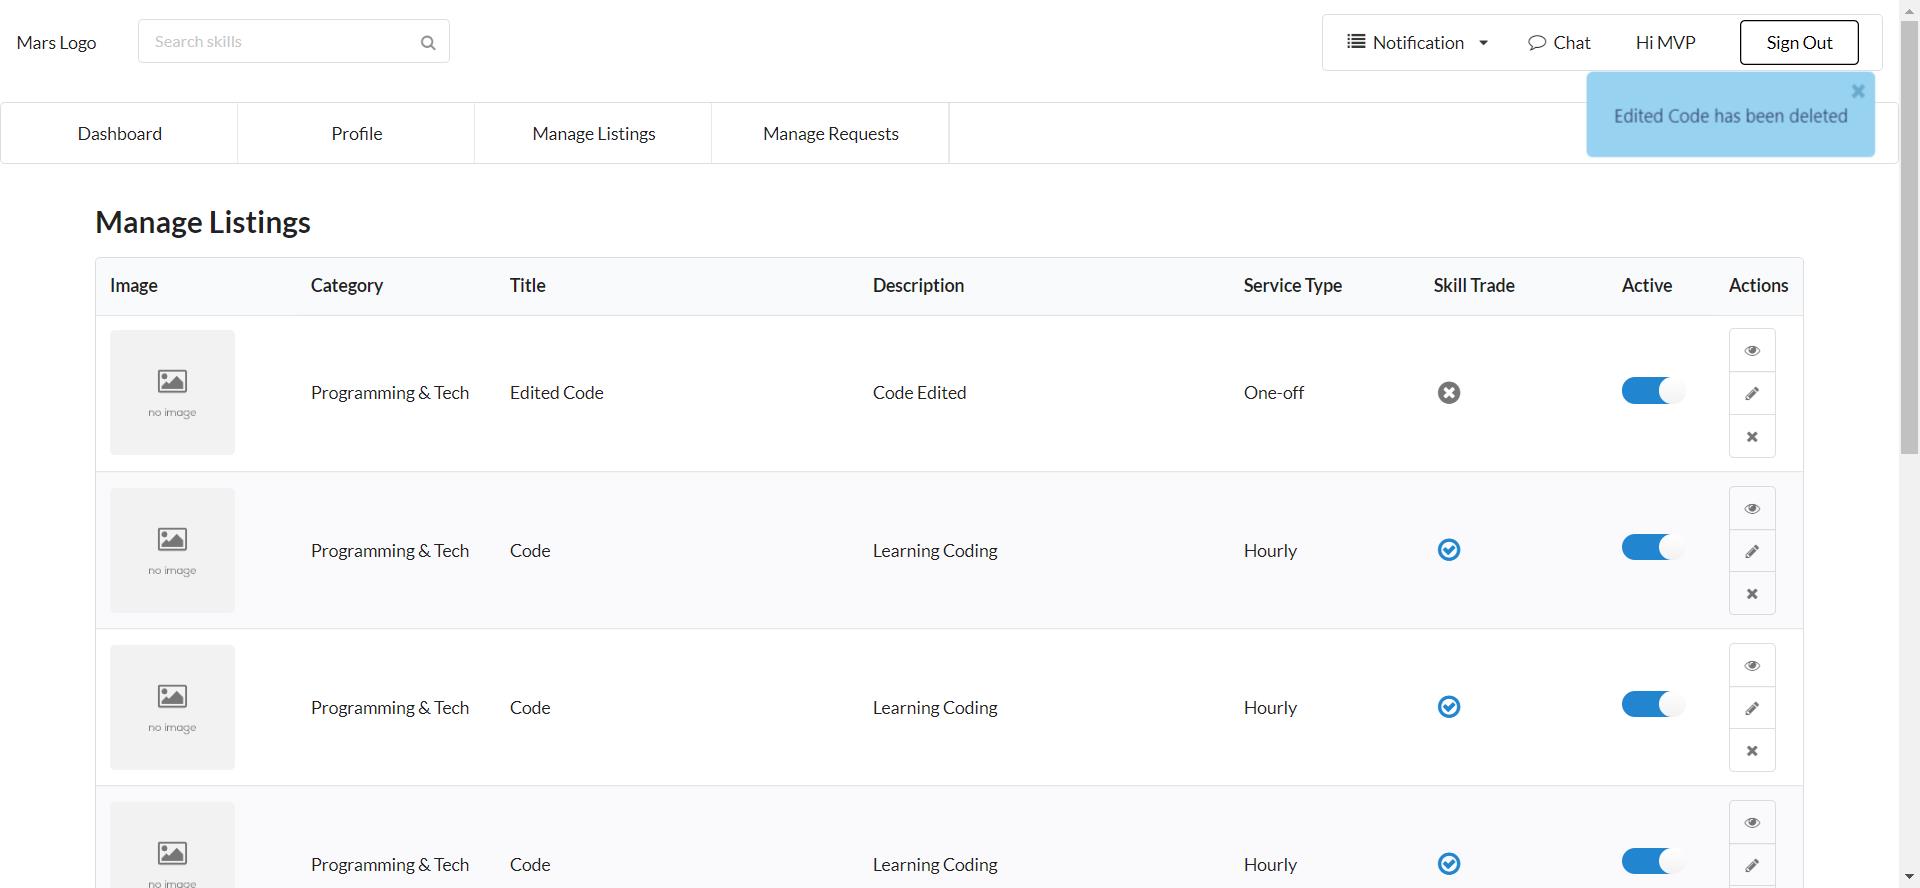 Mars Logo
Search skills
Notification
Chat
Hi MVP
Sign Out
Edited Code has been deleted
Dashboard
Profile
Manage Listings
Manage Requests
Manage Listings
Image Category Title Description Service Type Skill Trade Active Actions
no image
Programming & Tech Edited Code Code Edited One-off
no image
Programming & Tech Code Learning Coding Hourly
no image
Programming & Tech Code Learning Coding Hourly
no image
Programming & Tech Code Learning Coding Hourly